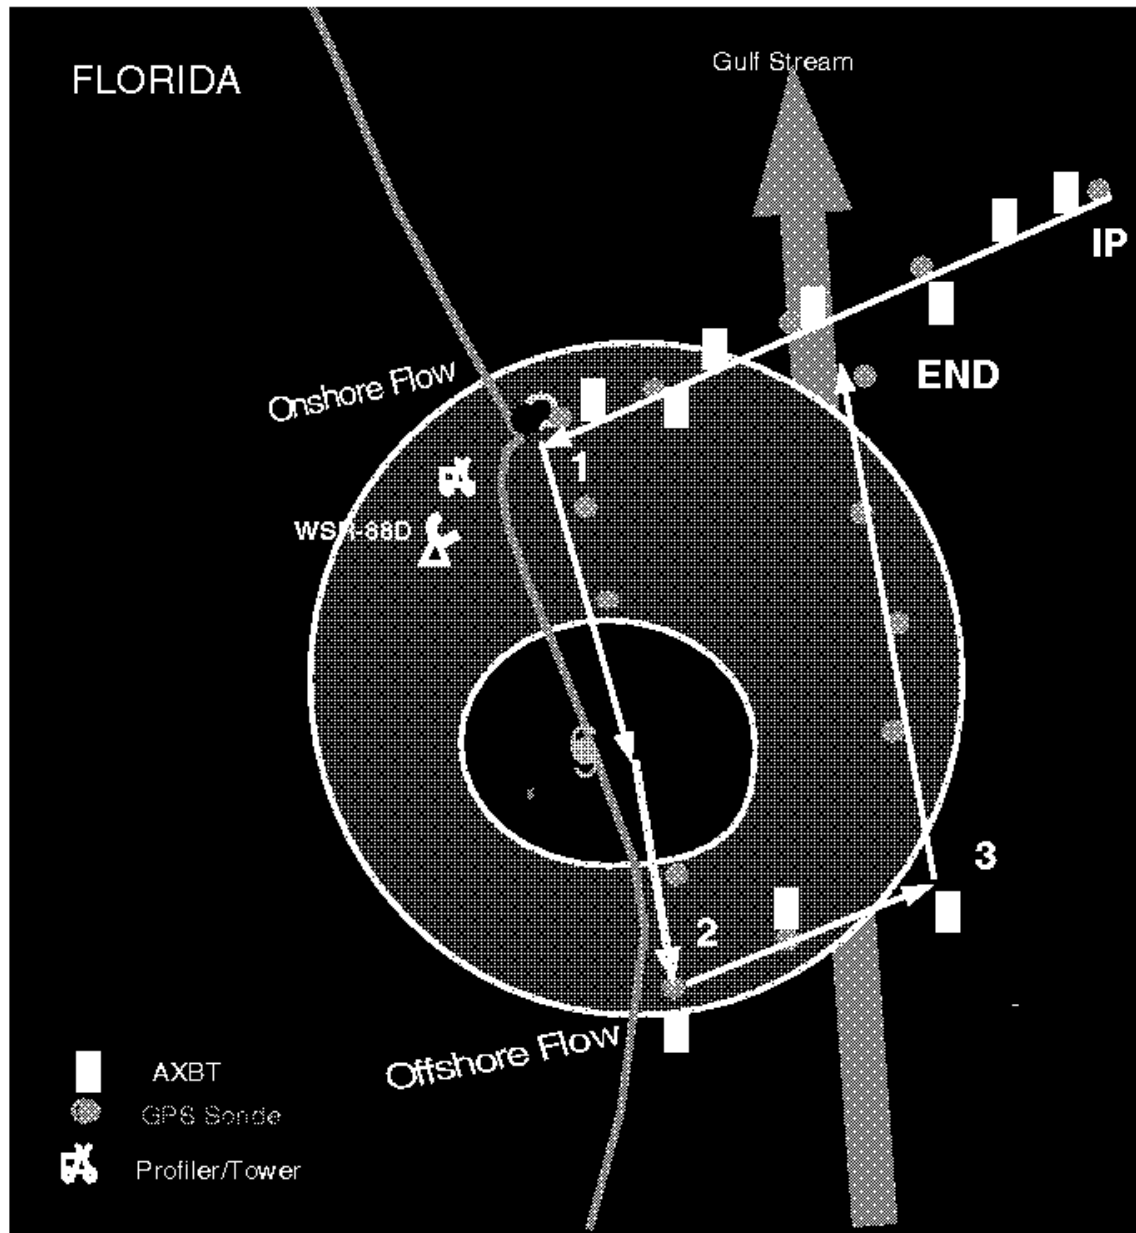 Gulf Stream
FLORIDA
IP
Onshore Flow
END
1
WSR-88D
3
2
Offshore Flow
AXBT
GPS Sonde
Profiler/Tower